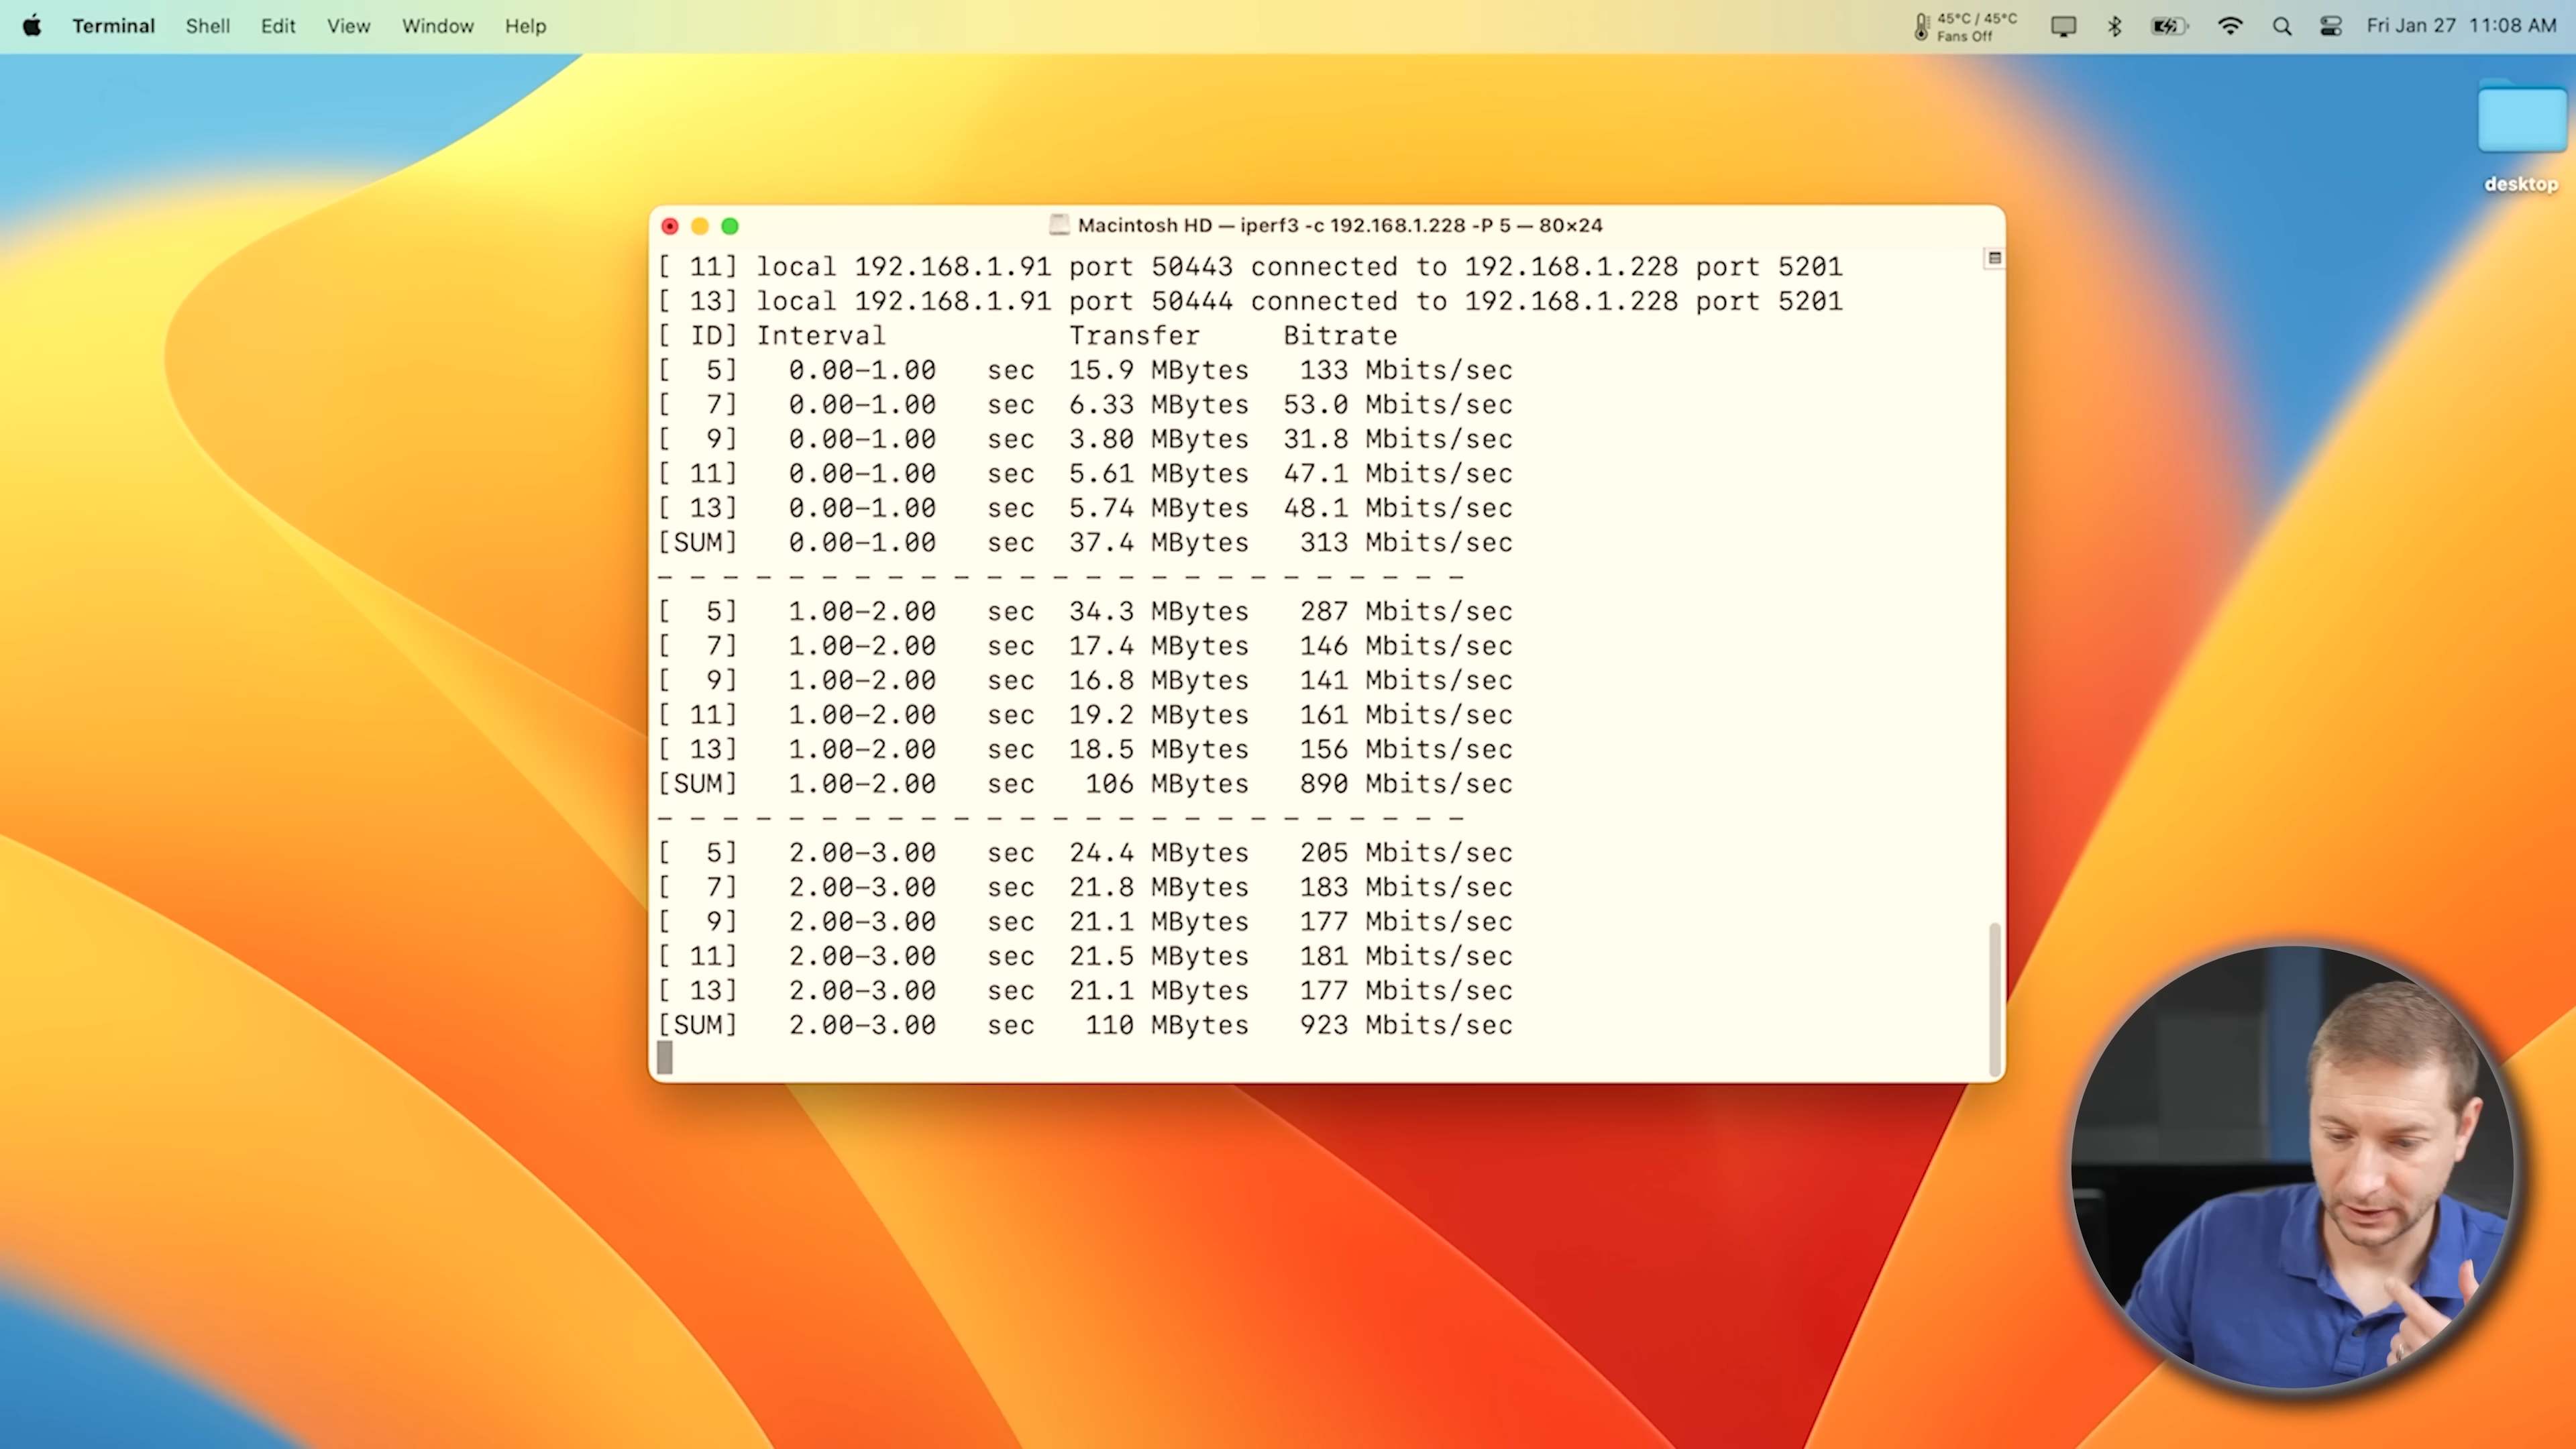 Terminal Shell Edit View Window Help 45°C / 45°C Fri Jan 27 11:08 AM
Fans Off
desktop
Macintosh HD — iperf3 -c 192.168.1.228 -P 5 — 80×24
[ 11] local 192.168.1.91 port 50443 connected to 192.168.1.228 port 5201
[ 13] local 192.168.1.91 port 50444 connected to 192.168.1.228 port 5201
[ ID] Interval Transfer Bitrate
[ 5] 0.00-1.00 sec 15.9 MBytes 133 Mbits/sec
[ 7] 0.00-1.00 sec 6.33 MBytes 53.0 Mbits/sec
[ 9] 0.00-1.00 sec 3.80 MBytes 31.8 Mbits/sec
[ 11] 0.00-1.00 sec 5.61 MBytes 47.1 Mbits/sec
[ 13] 0.00-1.00 sec 5.74 MBytes 48.1 Mbits/sec
[SUM] 0.00-1.00 sec 37.4 MBytes 313 Mbits/sec
- - - - - - - - - - - - - - - - - - - - - - - - -
[ 5] 1.00-2.00 sec 34.3 MBytes 287 Mbits/sec
[ 7] 1.00-2.00 sec 17.4 MBytes 146 Mbits/sec
[ 9] 1.00-2.00 sec 16.8 MBytes 141 Mbits/sec
[ 11] 1.00-2.00 sec 19.2 MBytes 161 Mbits/sec
[ 13] 1.00-2.00 sec 18.5 MBytes 156 Mbits/sec
[SUM] 1.00-2.00 sec 106 MBytes 890 Mbits/sec
- - - - - - - - - - - - - - - - - - - - - - - - -
[ 5] 2.00-3.00 sec 24.4 MBytes 205 Mbits/sec
[ 7] 2.00-3.00 sec 21.8 MBytes 183 Mbits/sec
[ 9] 2.00-3.00 sec 21.1 MBytes 177 Mbits/sec
[ 11] 2.00-3.00 sec 21.5 MBytes 181 Mbits/sec
[ 13] 2.00-3.00 sec 21.1 MBytes 177 Mbits/sec
[SUM] 2.00-3.00 sec 110 MBytes 923 Mbits/sec